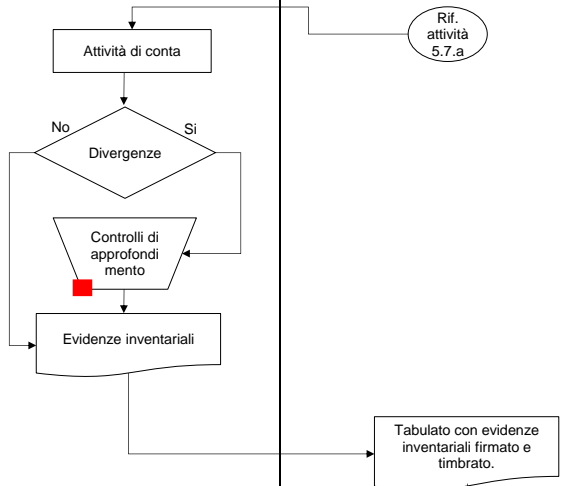 Rif.
attività
5.7.a
Attività di conta
No
Si
Divergenze
Controlli di
approfondi
mento
Evidenze inventariali
Tabulato con evidenze
inventariali firmato e
timbrato.